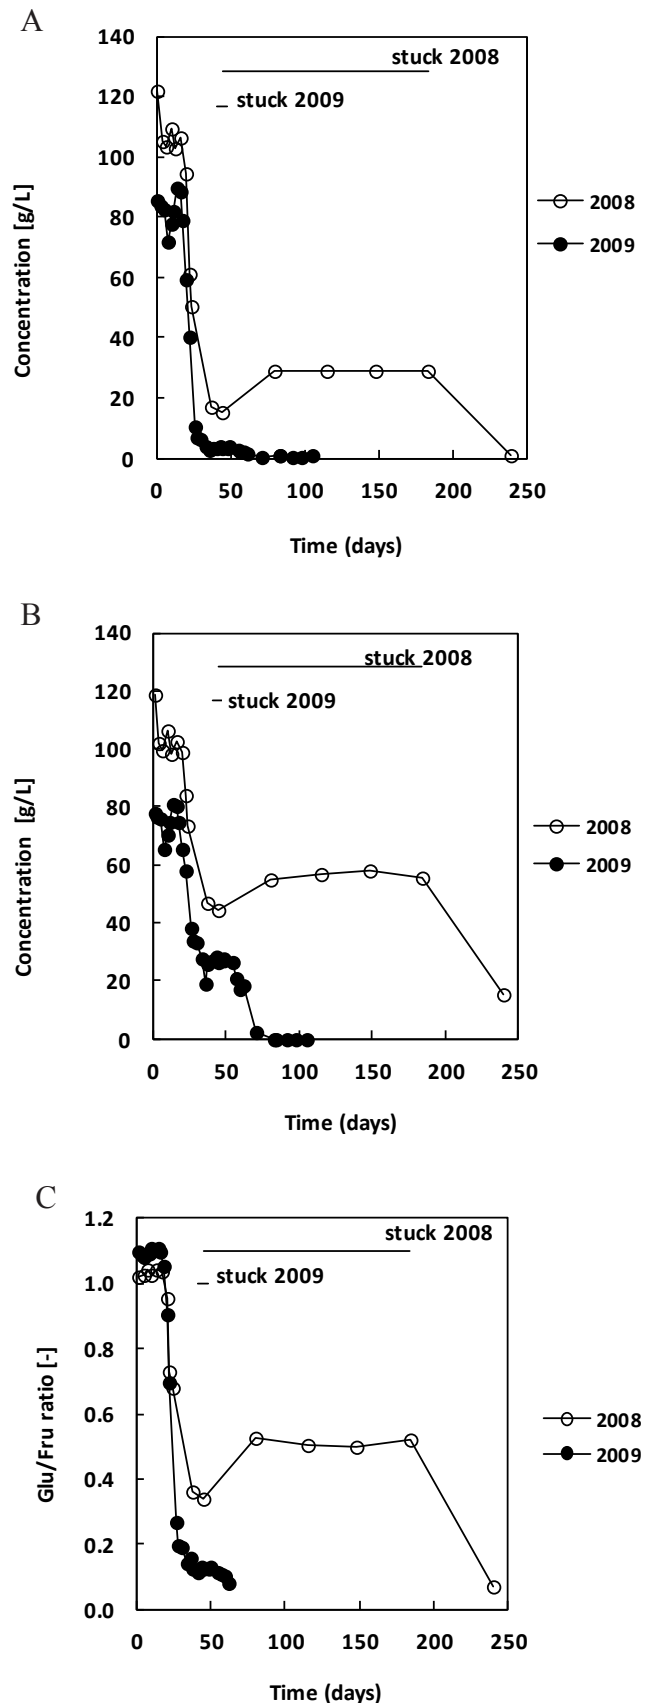 A
140
120
100
80
60
40
20
0
Concentration [g/L]
stuck 2008
stuck 2009
2008
2009
0 50 100 150 200 250
Time (days)
B
140
120
100
80
60
40
20
0
Concentration [g/L]
stuck 2008
stuck 2009
2008
2009
0 50 100 150 200 250
Time (days)
C
1.2
1.0
0.8
0.6
0.4
0.2
0.0
Glu/Fru ratio [-]
stuck 2008
stuck 2009
2008
2009
0 50 100 150 200 250
Time (days)